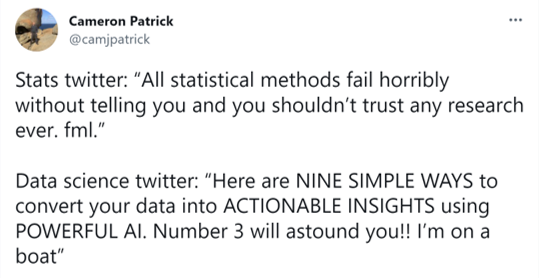 Cameron Patrick
@camjpatrick
Stats twitter: “All statistical methods fail horribly
without telling you and you shouldn’t trust any research
ever. fml.”
Data science twitter: “Here are NINE SIMPLE WAYS to
convert your data into ACTIONABLE INSIGHTS using
POWERFUL AI. Number 3 will astound you!! I’m on a
boat”